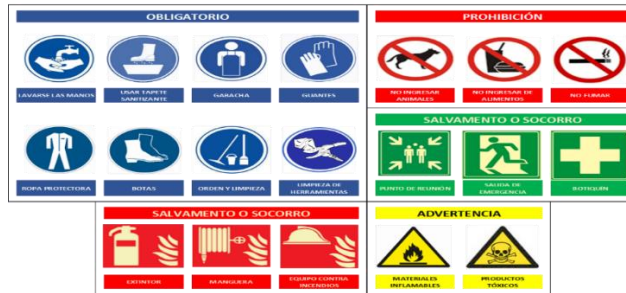 OBLIGATORIO
LAVARSE LAS MANOS
USAR TAPETE
SANITIZANTE
GABACHA
GUANTES
ROPA PROTECTORA
BOTAS
ORDEN Y LIMPIEZA
LIMPIEZA DE
HERRAMIENTAS
PROHIBICIÓN
NO INGRESAR
ANIMALES
NO INGRESAR DE
ALIMENTOS
NO FUMAR
SALVAMENTO O SOCORRO
PUNTO DE REUNIÓN
SALIDA DE
EMERGENCIA
BOTIQUÍN
SALVAMENTO O SOCORRO
EXTINTOR
MANGUERA
EQUIPO CONTRA
INCENDIOS
ADVERTENCIA
MATERIALES
INFLAMABLES
PRODUCTOS
TÓXICOS